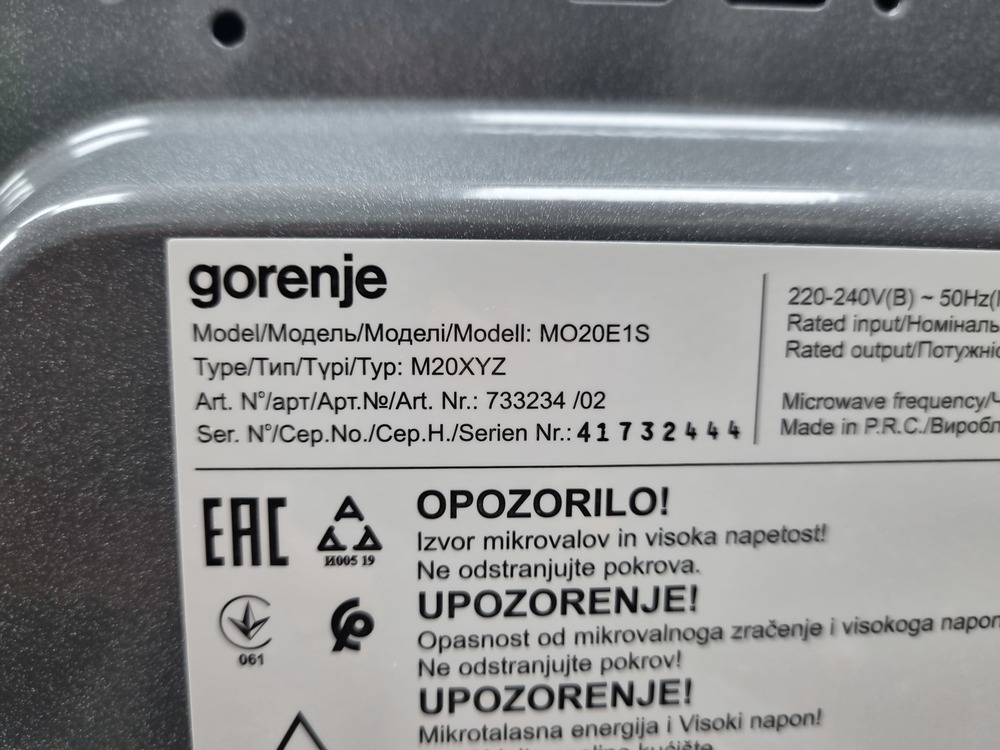 gorenje
Model/Модель/Моделі/Modell: MO20E1S
Type/Тип/Түрі/Typ: M20XYZ
Art. N°/арт/Арт.№/Art. Nr.: 733234 /02
Ser. N°/Сер.No./Сер.Н./Serien Nr.: 41732444
220-240V(B) ~ 50Hz(
Rated input/Номіналь
Rated output/Потужніс
Microwave frequency/Ч
Made in P.R.C./Виробл
EAC
И005 19
061
OPOZORILO!
Izvor mikrovalov in visoka napetost!
Ne odstranjujte pokrova.
UPOZORENJE!
Opasnost od mikrovalnoga zračenje i visokoga napon
Ne odstranjujte pokrov!
UPOZORENJE!
Mikrotalasna energija i Visoki napon!
kućište